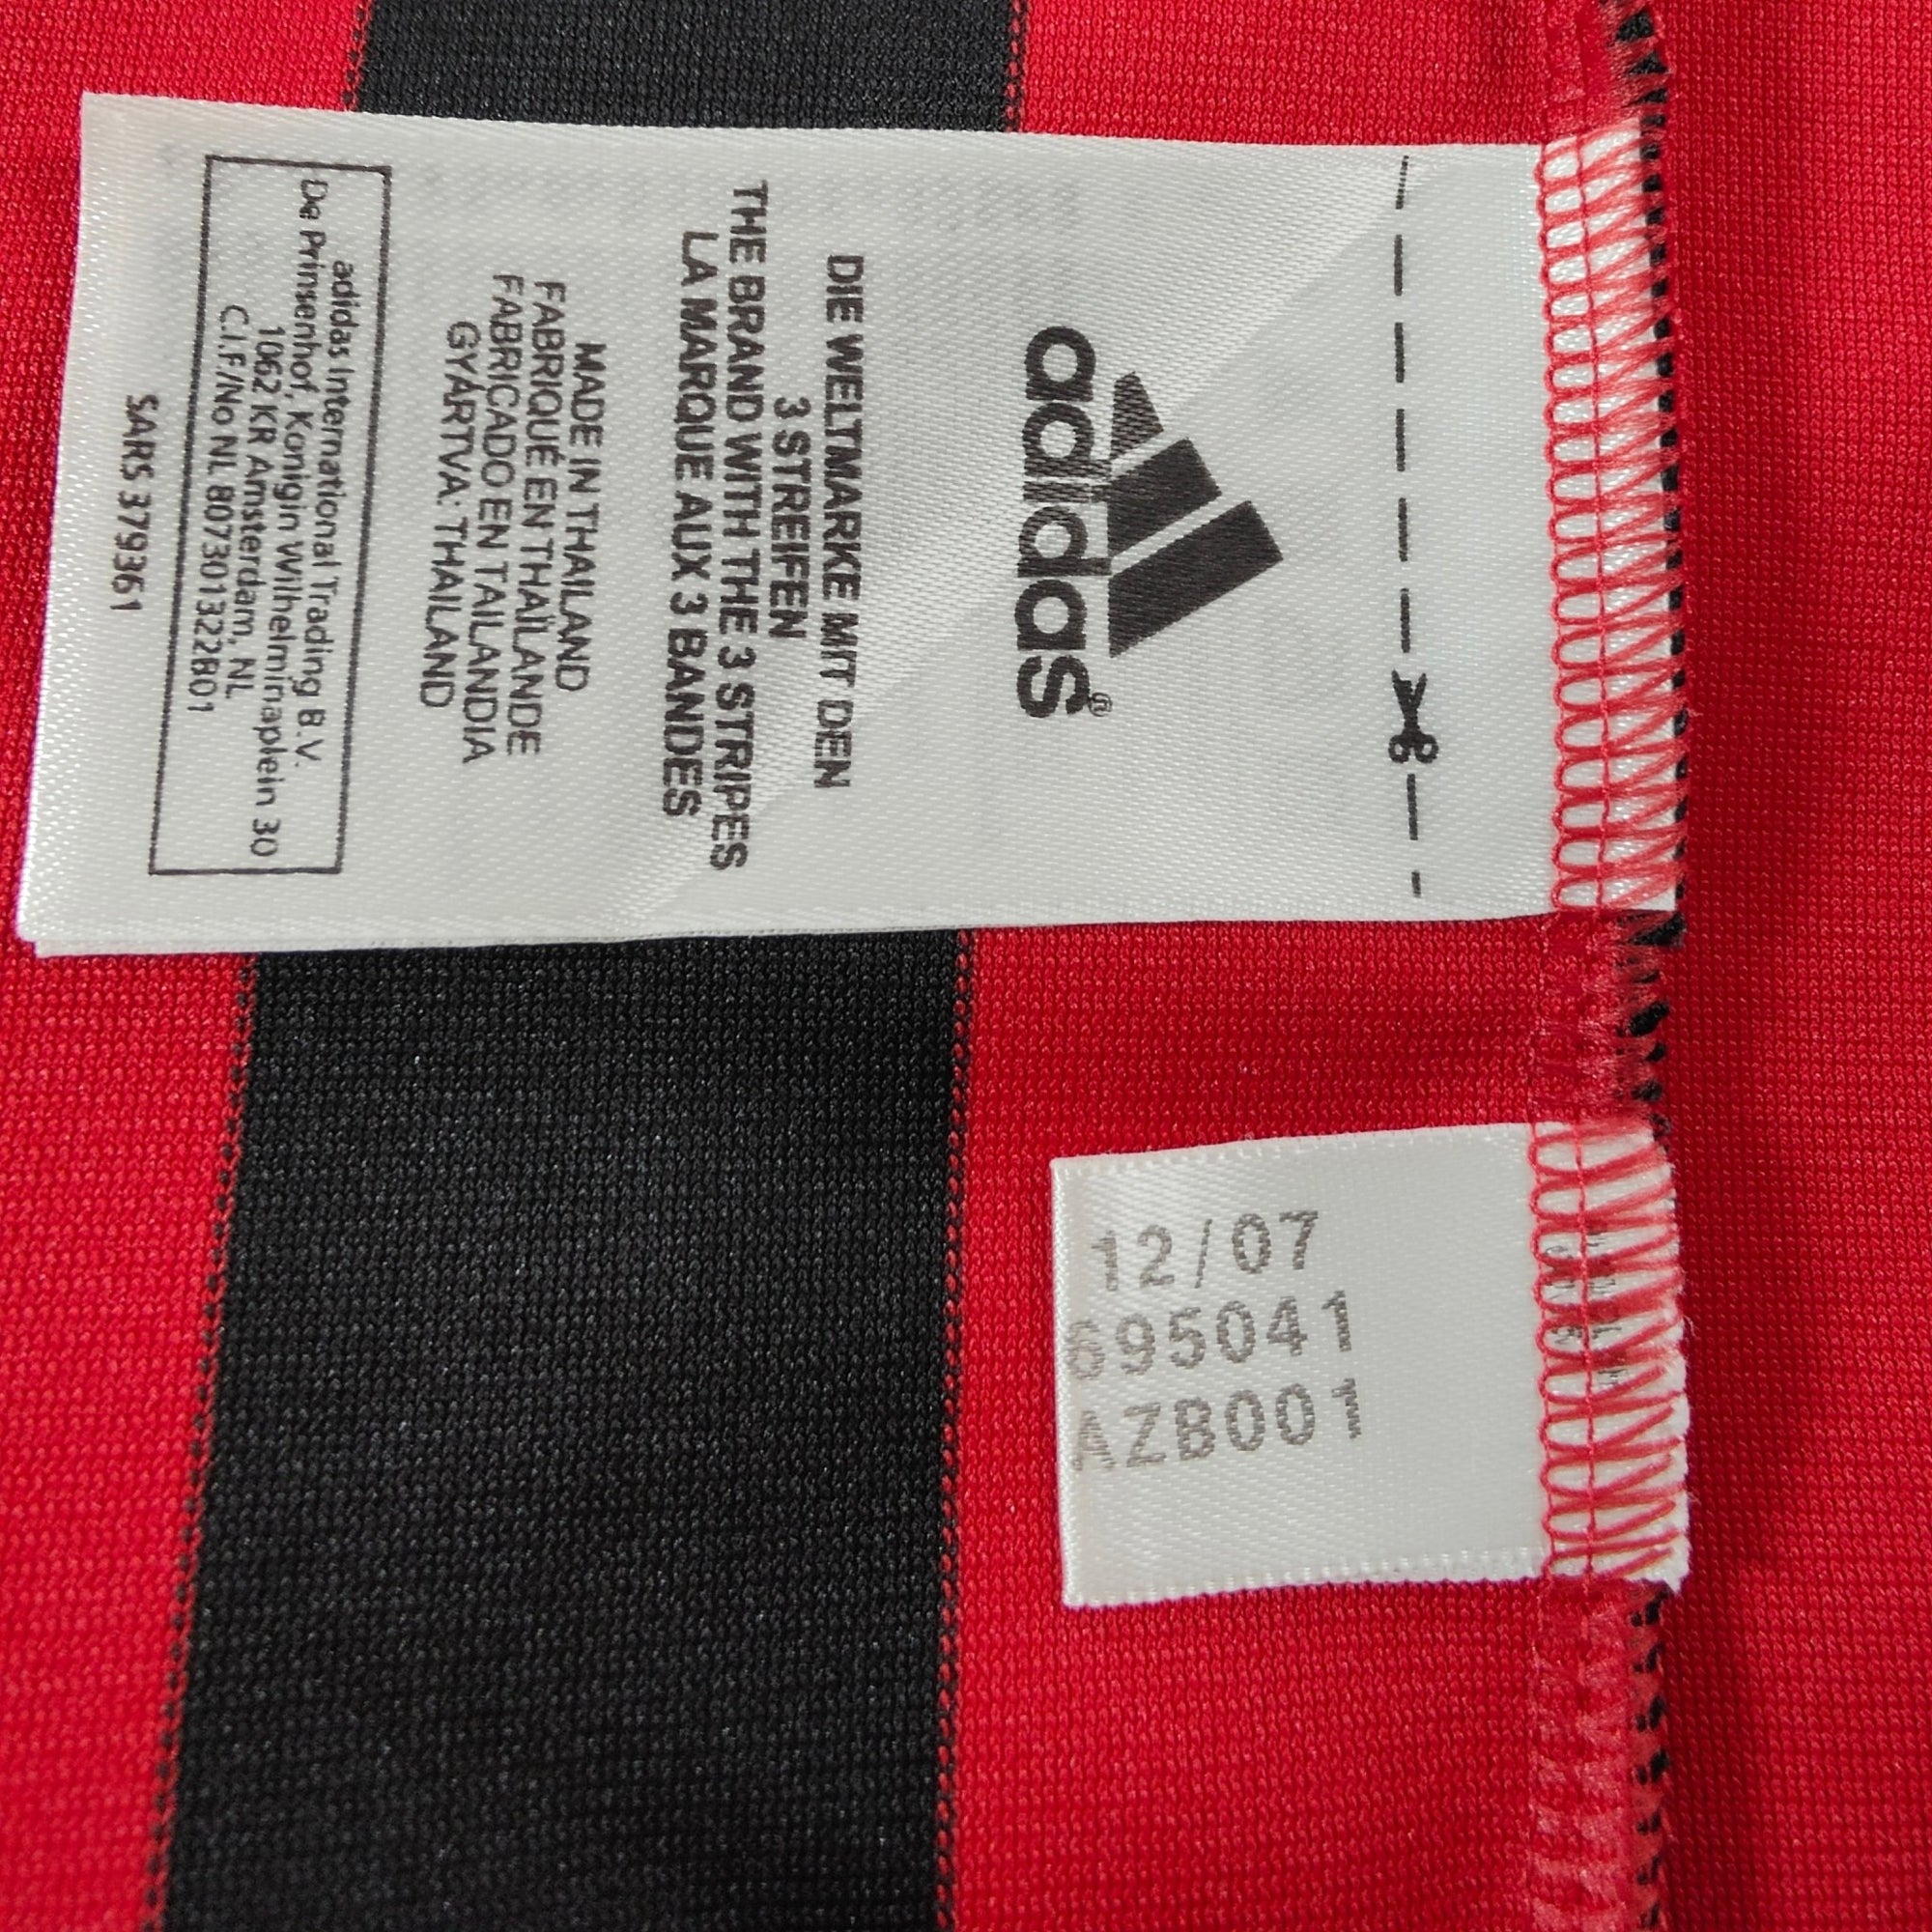 adidas®
DIE WELTMARKE MIT DEN
3 STREIFEN
THE BRAND WITH THE 3 STRIPES
LA MARQUE AUX 3 BANDES
MADE IN THAILAND
FABRIQUÉ EN THAÏLANDE
FABRICADO EN TAILANDIA
GYÁRTVA: THAILAND
adidas International Trading B.V.
De Prinsenhof, Konigin Wilhelminaplein 30
1062 KR Amsterdam, NL
C.I.F/No NL 807301322B01
SARS 379361
12/07
695041
AZB001